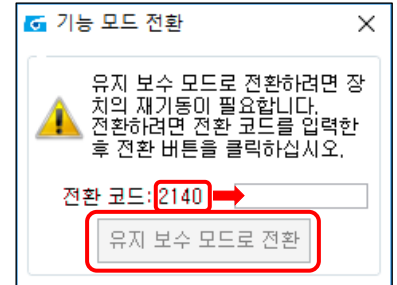 기능 모드 전환
유지 보수 모드로 전환하려면 장
치의 재기동이 필요합니다.
전환하려면 전환 코드를 입력한
후 전환 버튼을 클릭하십시오.
전환 코드: 2140
유지 보수 모드로 전환